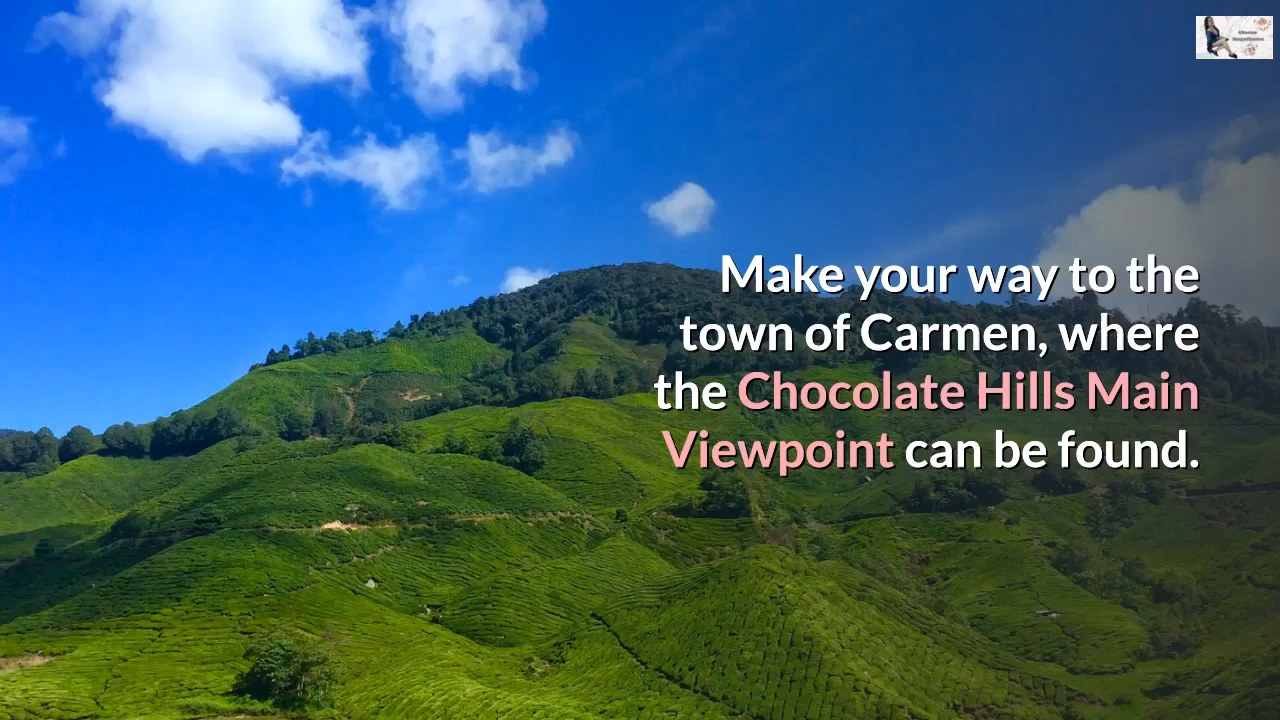 Make your way to the
town of Carmen, where
the Chocolate Hills Main
Viewpoint can be found.